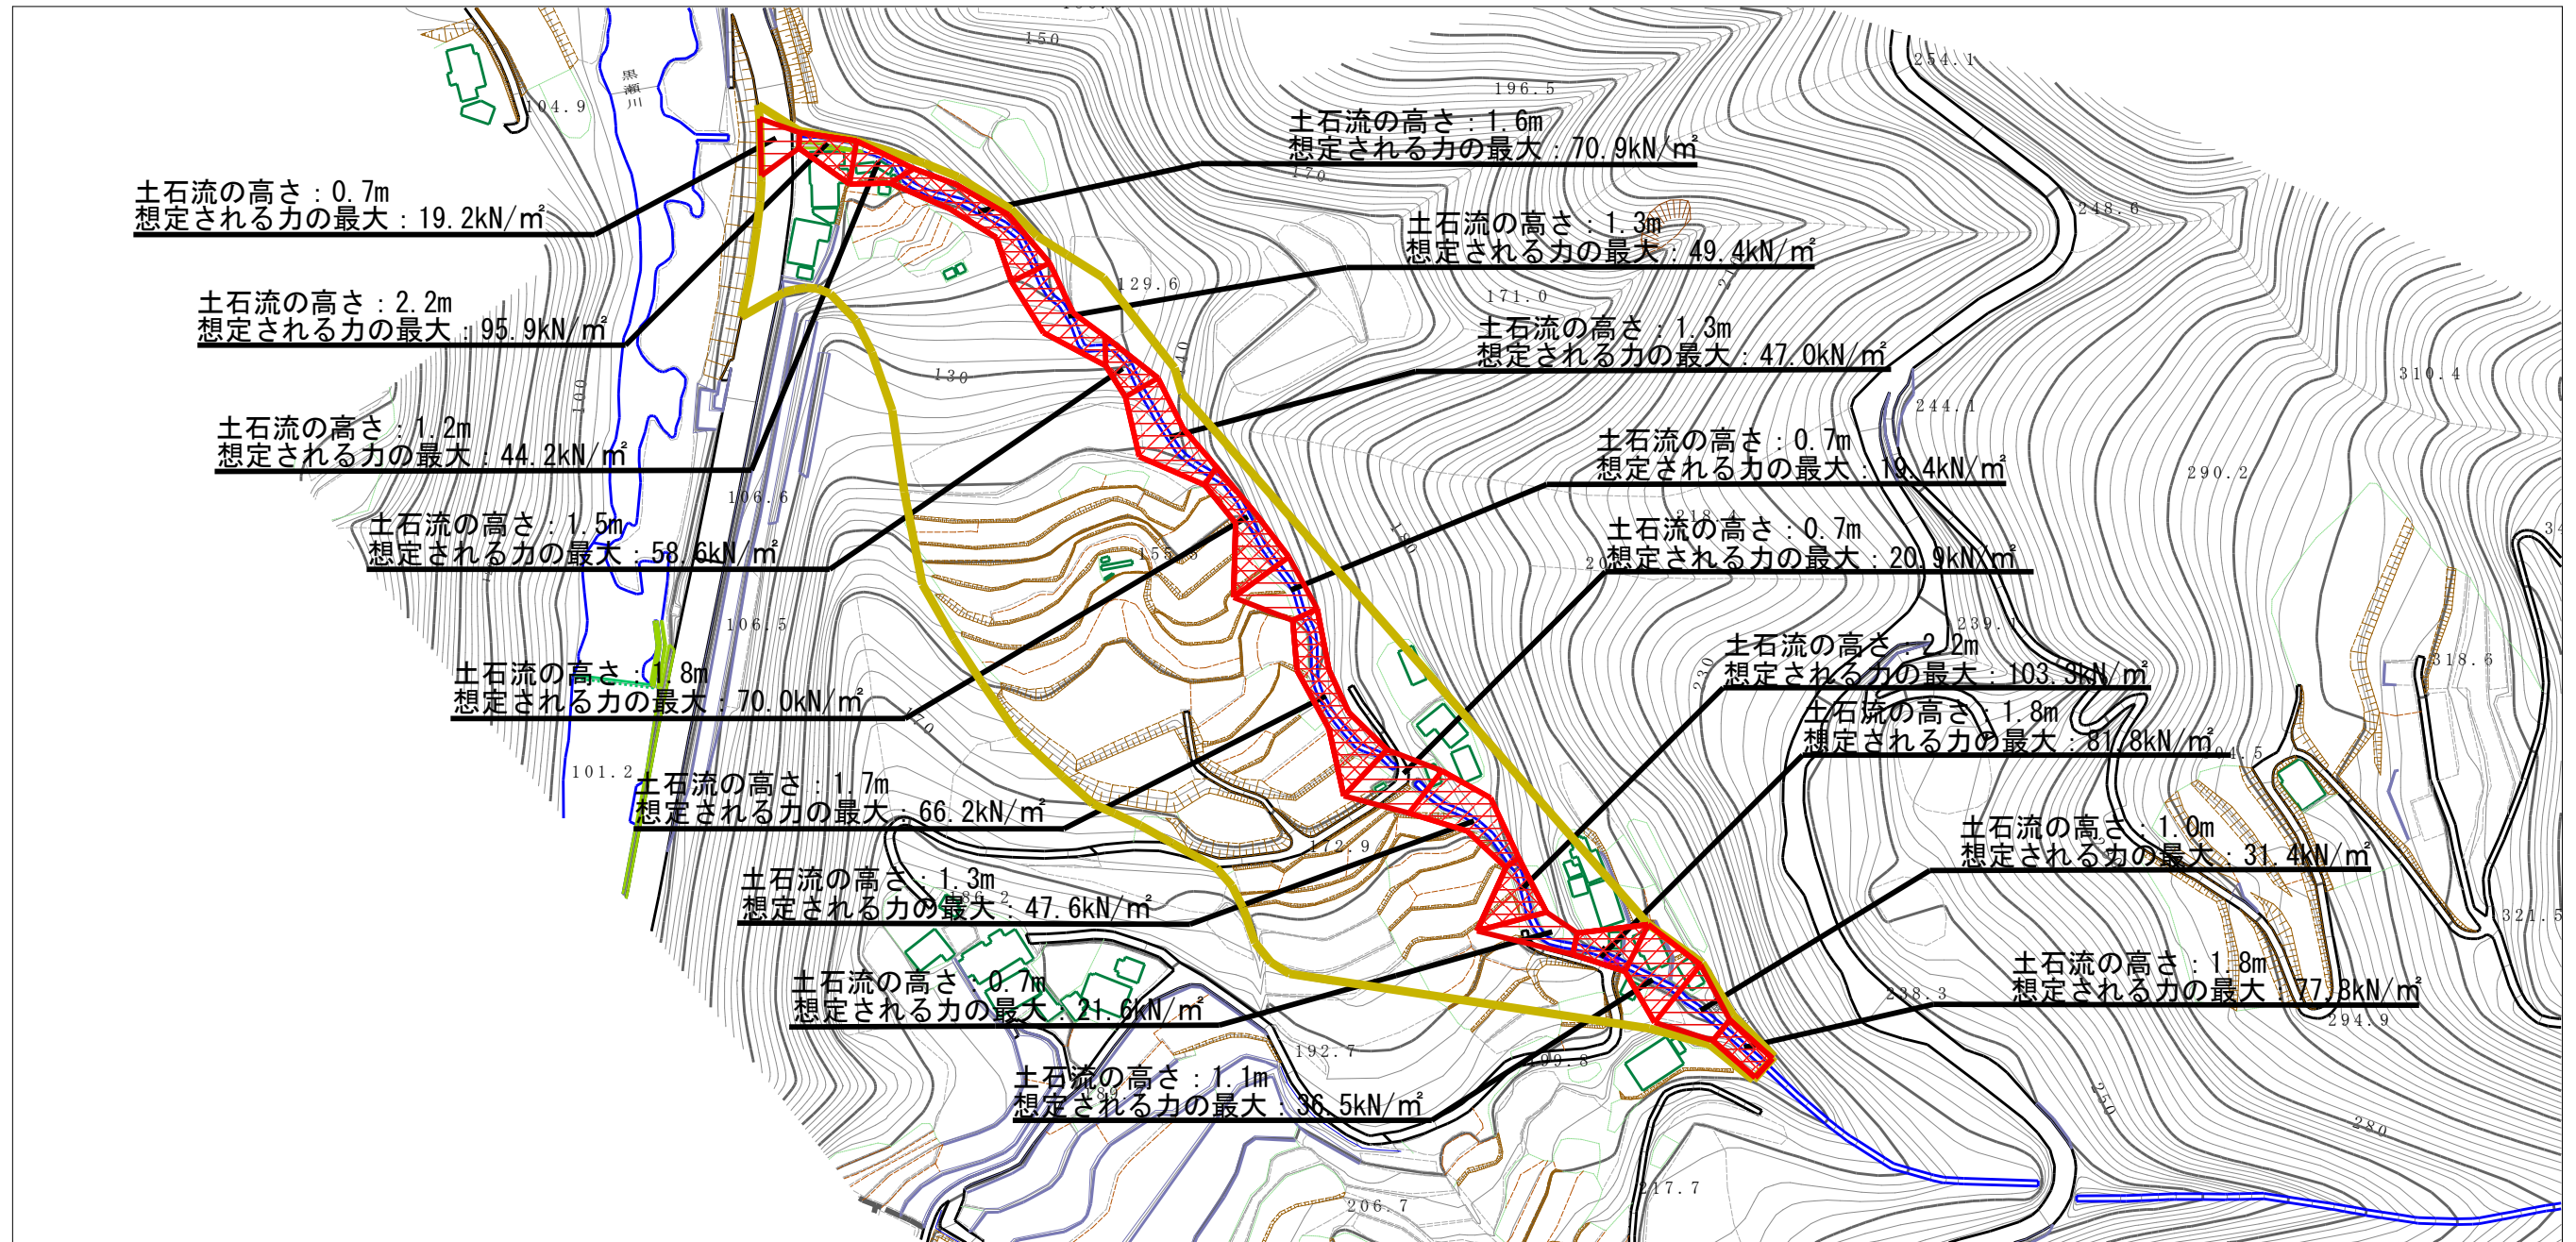 150
254.1
196.5
黒瀬川
104.9
土石流の高さ：1.6m
想定される力の最大：70.9kN/㎡
170
土石流の高さ：0.7m
想定される力の最大：19.2kN/㎡
248.6
土石流の高さ：1.3m
想定される力の最大：49.4kN/㎡
129.6
171.0
土石流の高さ：2.2m
想定される力の最大：95.9kN/㎡
土石流の高さ：1.3m
想定される力の最大：47.0kN/㎡
130
310.4
100
244.1
土石流の高さ：1.2m
想定される力の最大：44.2kN/㎡
土石流の高さ：0.7m
想定される力の最大：19.4kN/㎡
290.2
106.6
218.4
土石流の高さ：1.5m
想定される力の最大：58.6kN/㎡
土石流の高さ：0.7m
想定される力の最大：20.9kN/㎡
106.5
239.1
土石流の高さ：2.2m
想定される力の最大：103.3kN/㎡
318.6
230
土石流の高さ：1.8m
想定される力の最大：70.0kN/㎡
170
土石流の高さ：1.8m
想定される力の最大：81.8kN/㎡
101.2
土石流の高さ：1.7m
想定される力の最大：66.2kN/㎡
172.9
土石流の高さ：1.0m
想定される力の最大：31.4kN/㎡
土石流の高さ：1.3m
想定される力の最大：47.6kN/㎡
186.2
321.5
土石流の高さ：0.7m
想定される力の最大：21.6kN/㎡
土石流の高さ：1.8m
想定される力の最大：77.8kN/㎡
238.3
294.9
192.7
199.8
土石流の高さ：1.1m
想定される力の最大：36.5kN/㎡
250
280
217.7
206.7